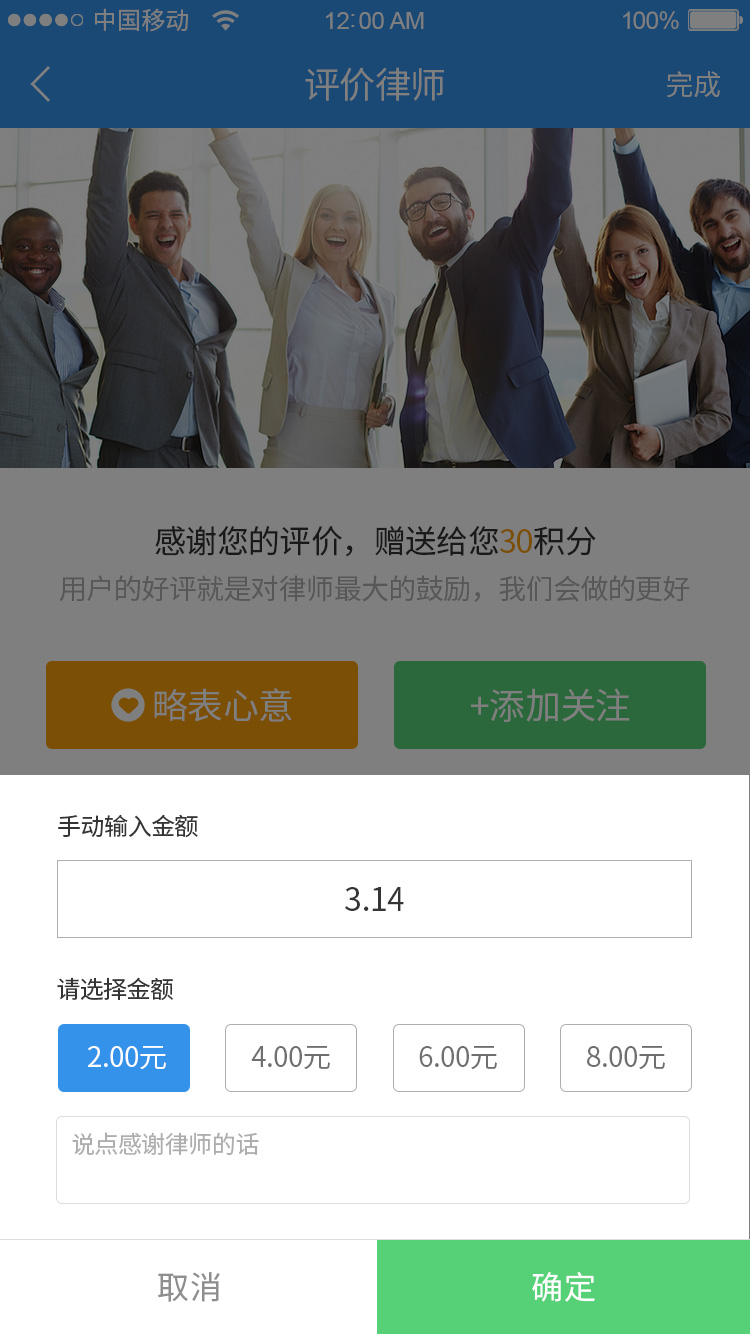 中国移动 12:00 AM 100%
评价律师 完成
感谢您的评价，赠送给您30积分
用户的好评就是对律师最大的鼓励，我们会做的更好
略表心意 +添加关注
手动输入金额
3.14
请选择金额
2.00元 4.00元 6.00元 8.00元
说点感谢律师的话
取消 确定